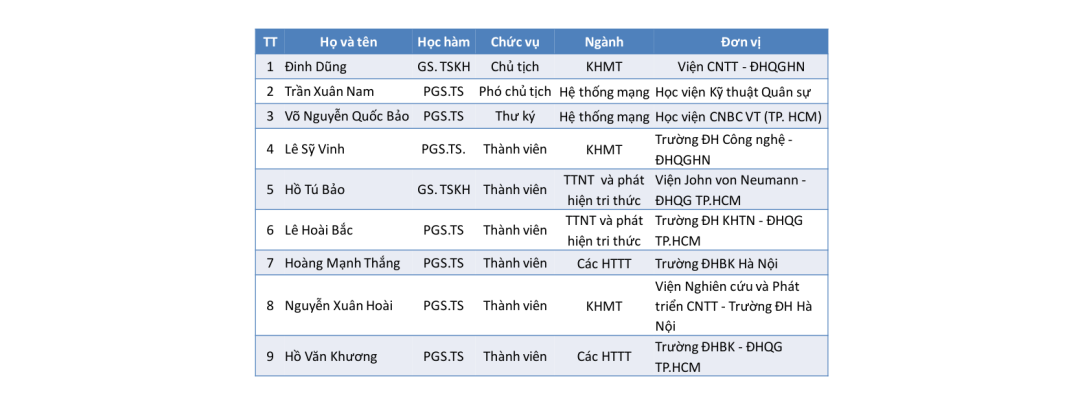 TT Họ và tên Học hàm Chức vụ Ngành Đơn vị
1 Đinh Dũng GS. TSKH Chủ tịch KHMT Viện CNTT - ĐHQGHN
2 Trần Xuân Nam PGS.TS Phó chủ tịch Hệ thống mạng Học viện Kỹ thuật Quân sự
3 Võ Nguyễn Quốc Bảo PGS.TS Thư ký Hệ thống mạng Học viện CNBC VT (TP. HCM)
4 Lê Sỹ Vinh PGS.TS. Thành viên KHMT Trường ĐH Công nghệ -
ĐHQGHN
5 Hồ Tú Bảo GS. TSKH Thành viên TTNT và phát Viện John von Neumann -
hiện tri thức ĐHQG TP.HCM
6 Lê Hoài Bắc PGS.TS Thành viên TTNT và phát Trường ĐH KHTN - ĐHQG
hiện tri thức TP.HCM
7 Hoàng Mạnh Thắng PGS.TS Thành viên Các HTTT Trường ĐHBK Hà Nội
8 Nguyễn Xuân Hoài PGS.TS Thành viên KHMT Viện Nghiên cứu và Phát
triển CNTT - Trường ĐH Hà
Nội
9 Hồ Văn Khương PGS.TS Thành viên Các HTTT Trường ĐHBK - ĐHQG
TP.HCM